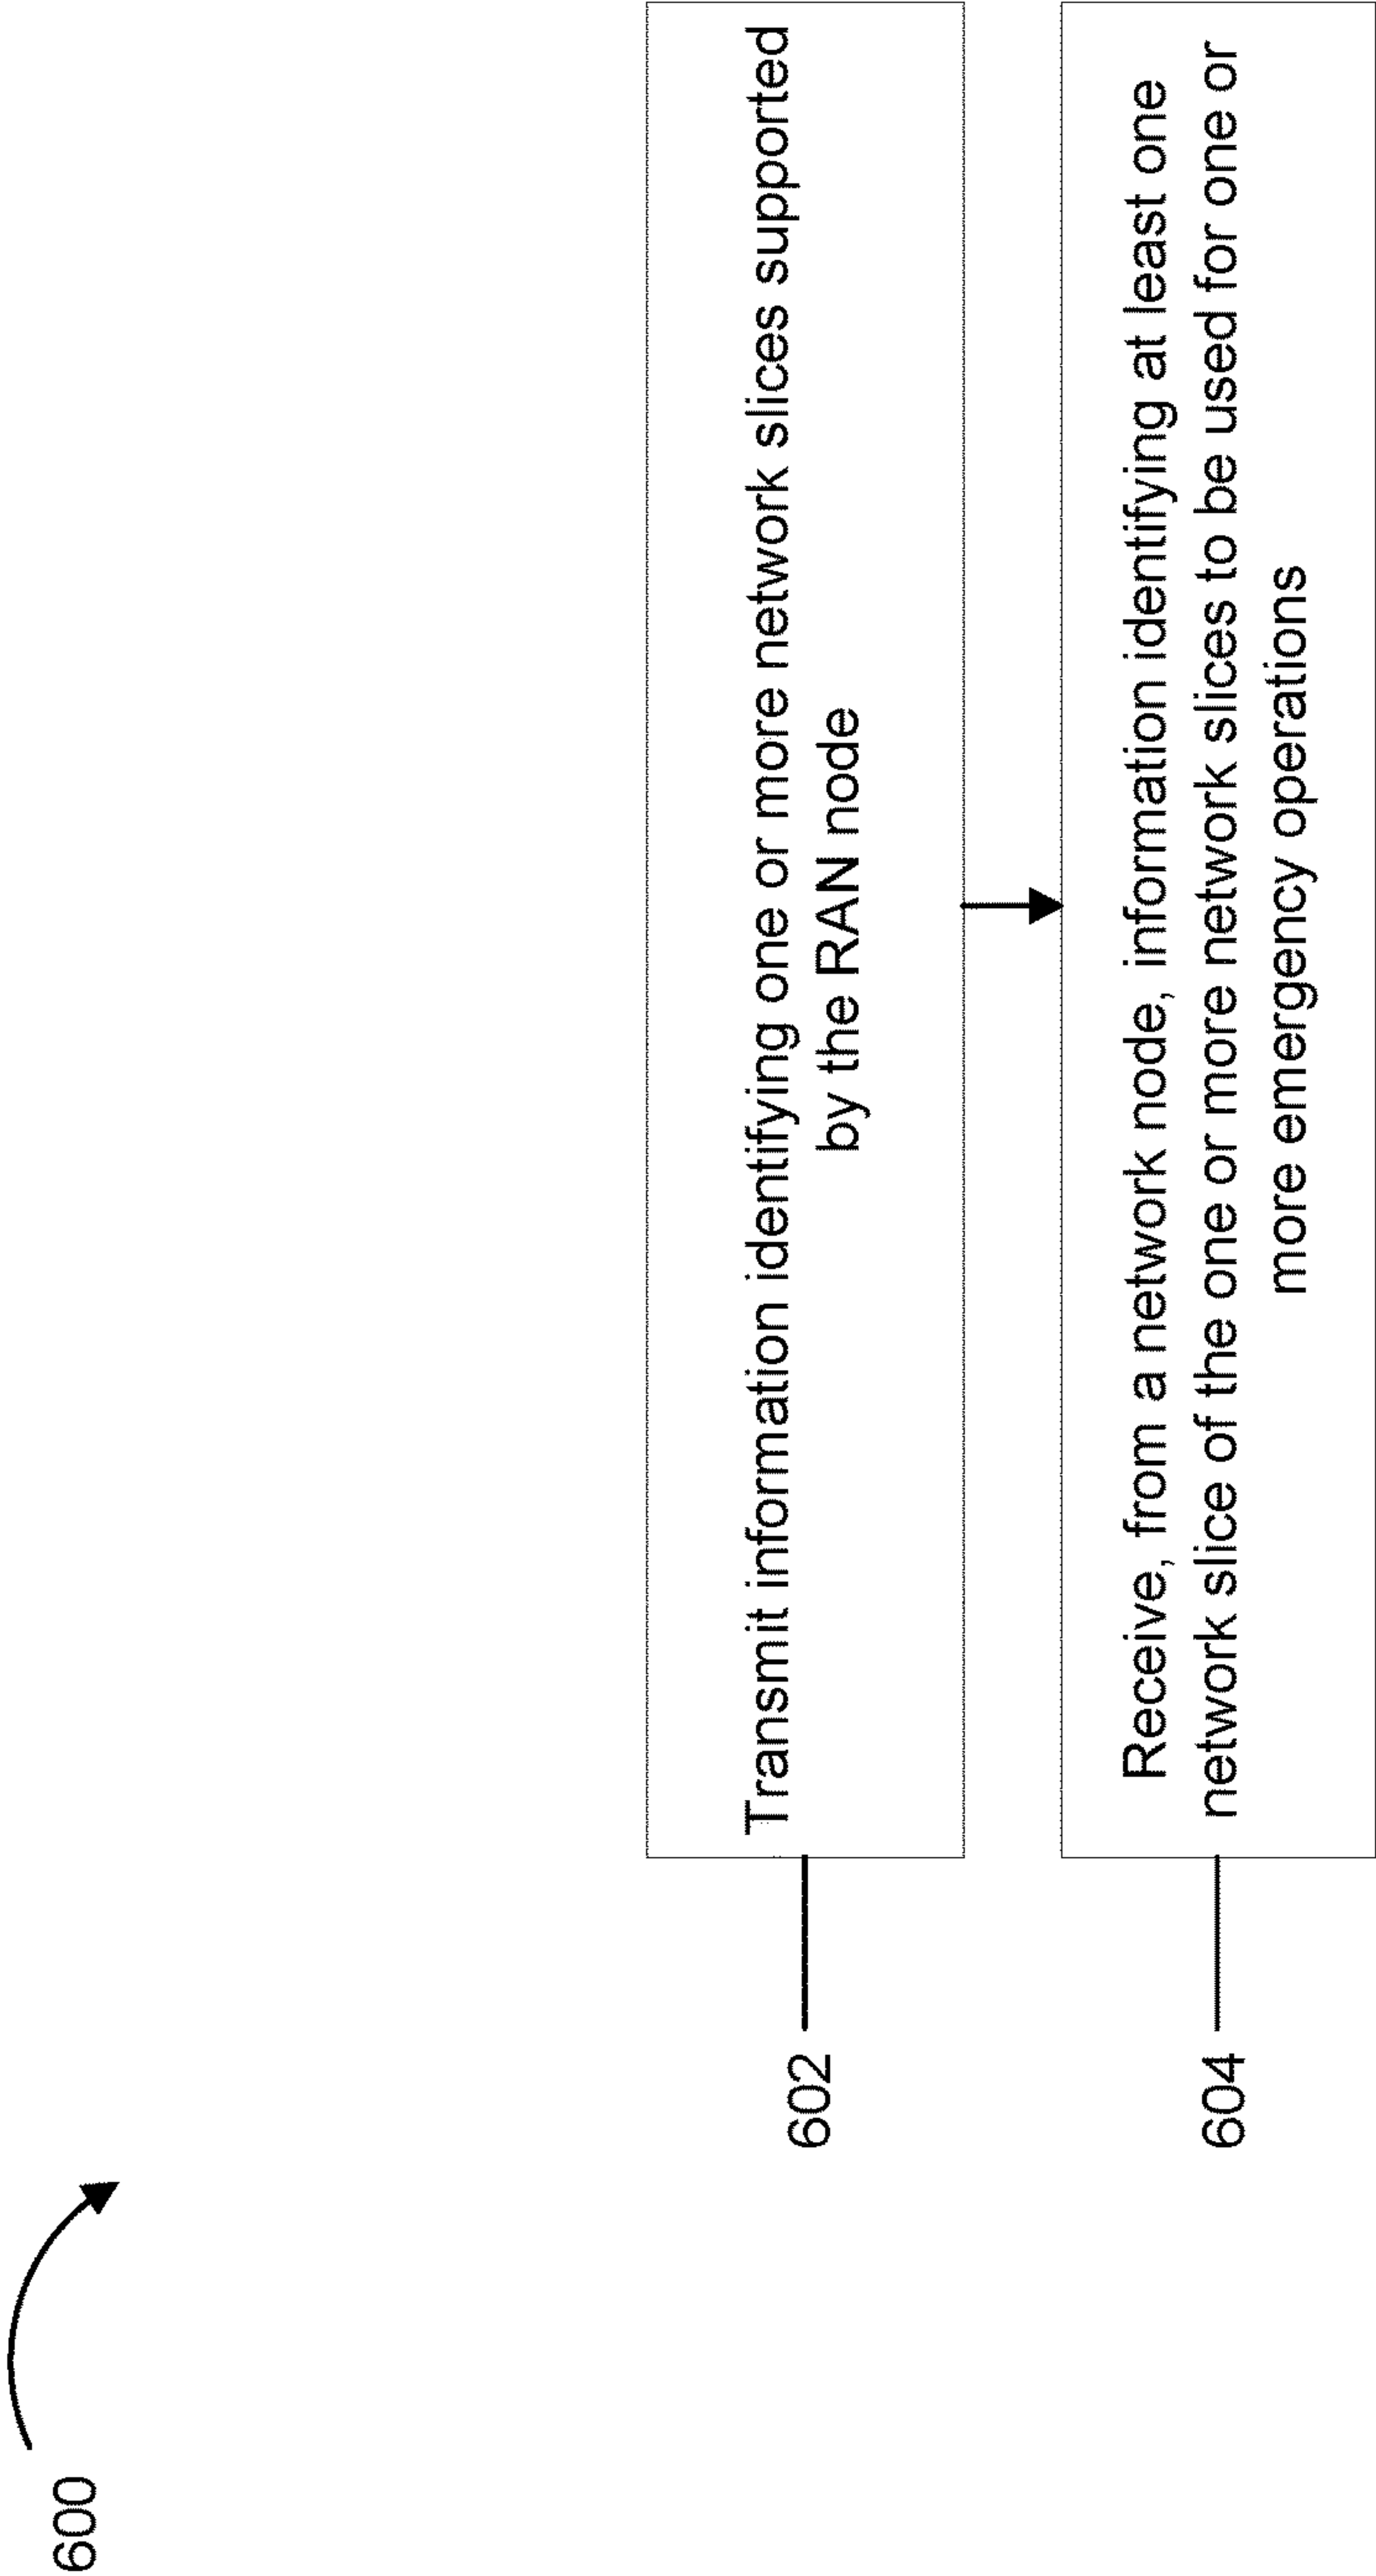 600
602
Transmit information identifying one or more network slices supported
by the RAN node
604
Receive, from a network node, information identifying at least one
network slice of the one or more network slices to be used for one or
more emergency operations